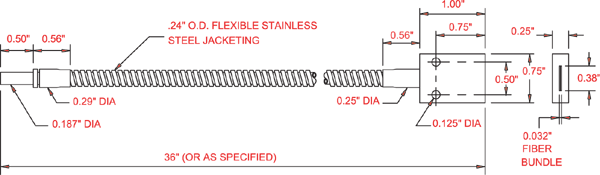 .24" O.D. FLEXIBLE STAINLESS
STEEL JACKETING
1.00"
0.50"
0.56"
0.56"
0.75"
0.25"
0.50"
0.75"
0.38"
0.29" DIA
0.25" DIA
0.187" DIA
0.125" DIA
0.032"
FIBER
BUNDLE
36" (OR AS SPECIFIED)